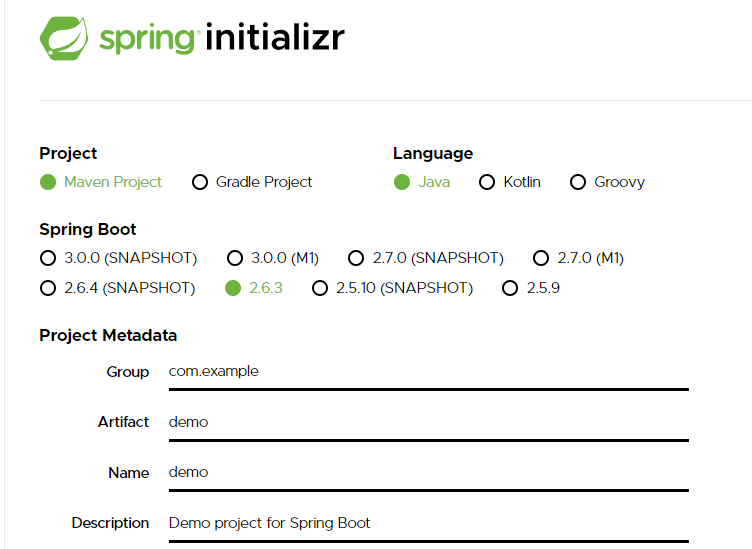 spring initializr
Project
Maven Project Gradle Project
Language
Java Kotlin Groovy
Spring Boot
3.0.0 (SNAPSHOT) 3.0.0 (M1) 2.7.0 (SNAPSHOT) 2.7.0 (M1)
2.6.4 (SNAPSHOT) 2.6.3 2.5.10 (SNAPSHOT) 2.5.9
Project Metadata
Group com.example
Artifact demo
Name demo
Description Demo project for Spring Boot